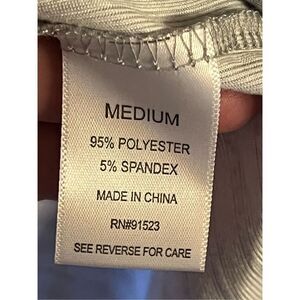 MEDIUM
95% POLYESTER
5% SPANDEX
MADE IN CHINA
RN#91523
SEE REVERSE FOR CARE